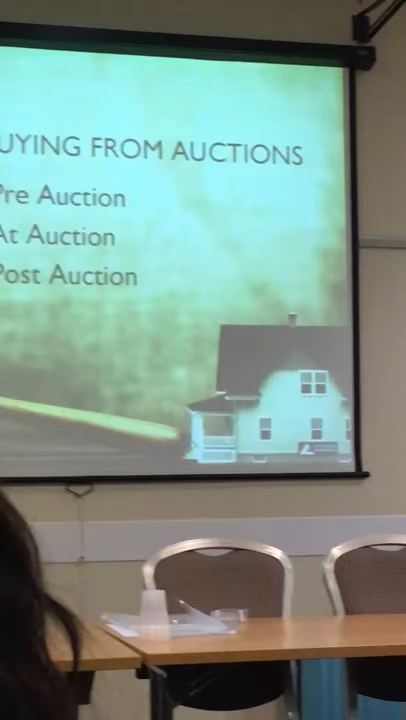 UYING FROM AUCTIONS
Pre Auction
At Auction
Post Auction